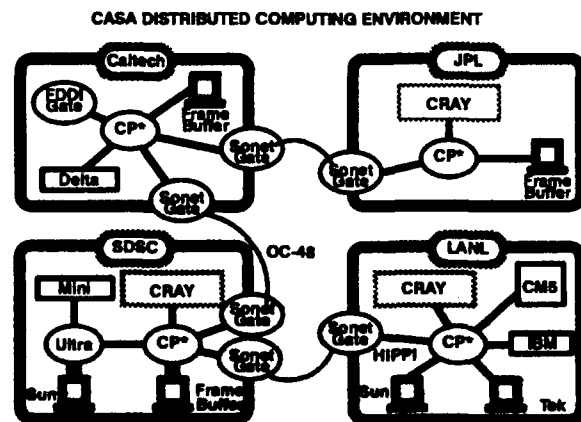 CASA DISTRIBUTED COMPUTING ENVIRONMENT
Caltech
FDDI
Gate
CP*
Frame
Buffer
Delta
Sonet
Gate
Sonet
Gate
JPL
CRAY
CP*
Sonet
Gate
Frame
Buffer
OC-48
SDSC
Mini
CRAY
Ultra
CP*
Sonet
Gate
Sonet
Gate
Sun
Frame
Buffer
LANL
CRAY
CM5
Sonet
Gate
HIPPI
CP*
IBM
Sun
Tek